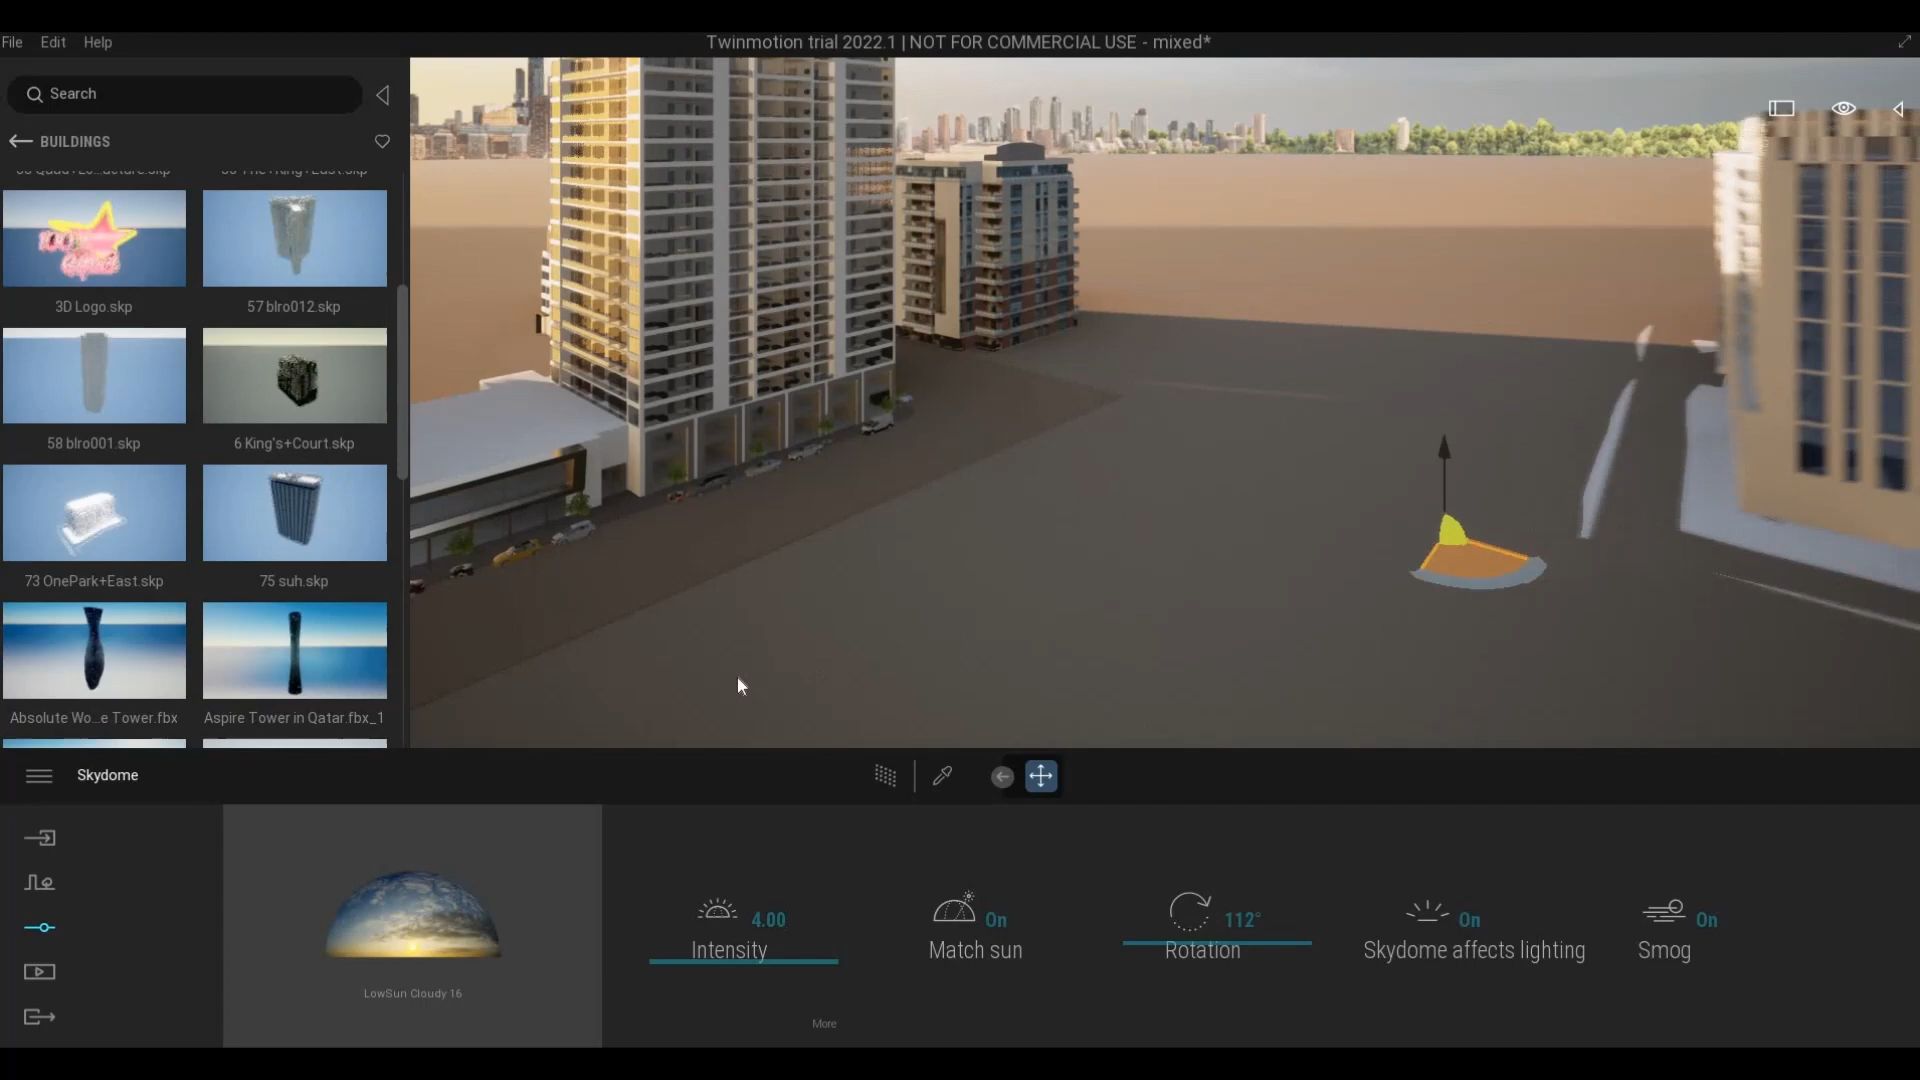 File Edit Help
Twinmotion trial 2022.1 | NOT FOR COMMERCIAL USE - mixed*
Search
BUILDINGS
3D Logo.skp
57 blro012.skp
58 blro001.skp
6 King's+Court.skp
73 OnePark+East.skp
75 suh.skp
Absolute Wo...e Tower.fbx
Aspire Tower in Qatar.fbx_1
Skydome
LowSun Cloudy 16
4.00
Intensity
On
Match sun
112°
Rotation
On
Skydome affects lighting
On
Smog
More